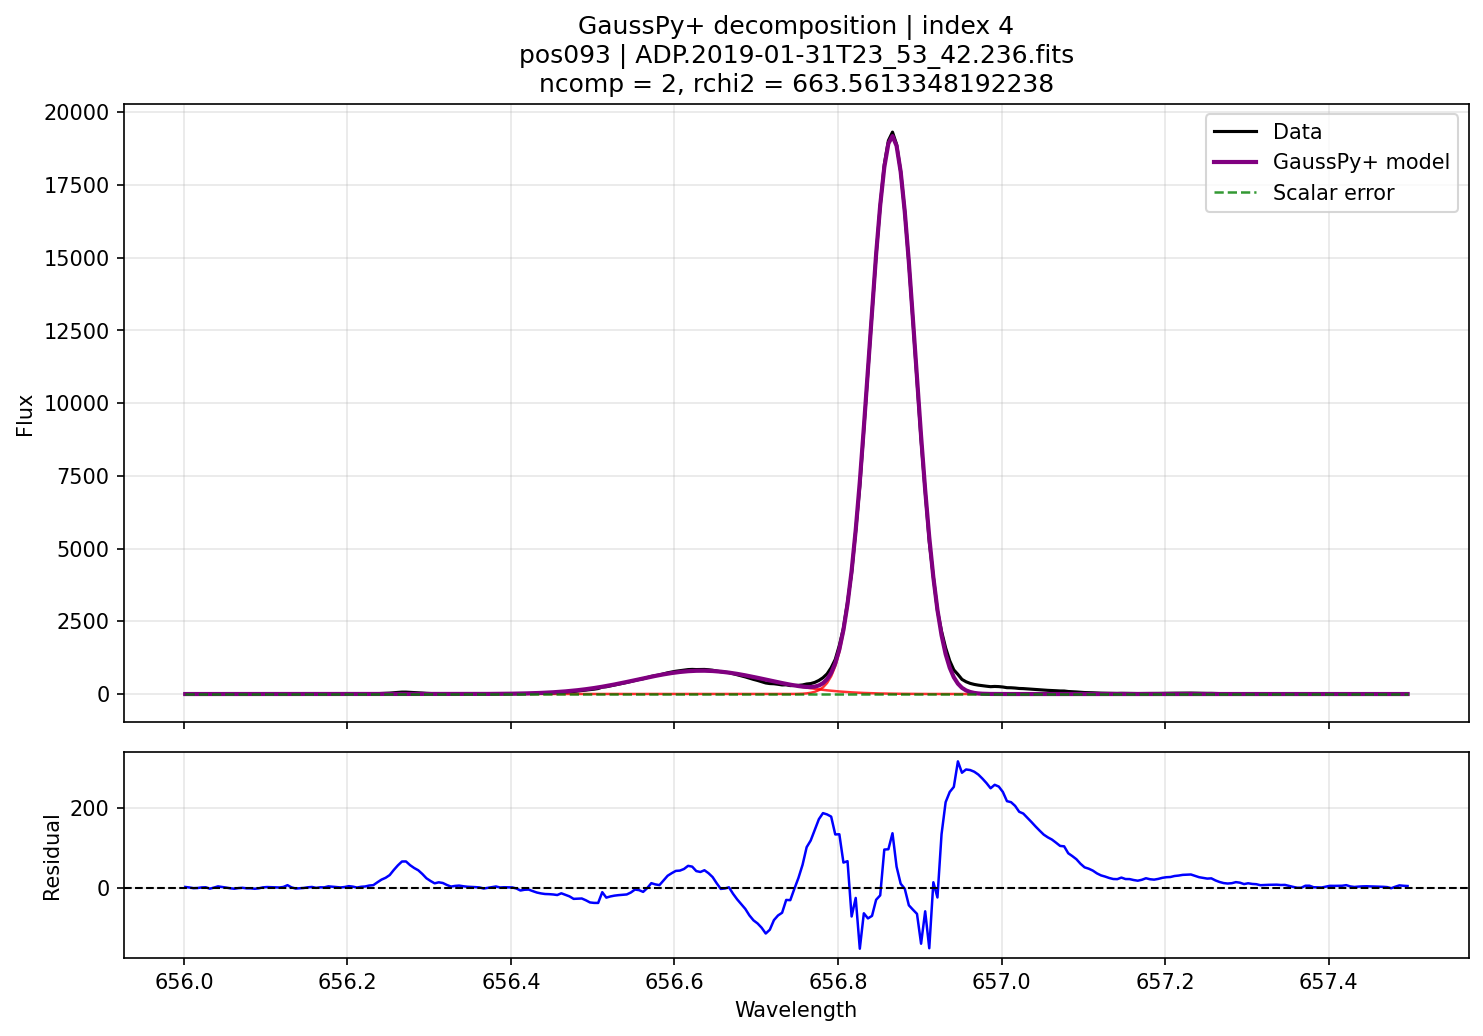 GaussPy+ decomposition | index 4
pos093 | ADP.2019-01-31T23_53_42.236.fits
ncomp = 2, rchi2 = 663.5613348192238
20000
17500
15000
12500
10000
7500
5000
2500
0
Flux
Data
GaussPy+ model
Scalar error
200
0
Residual
656.0
656.2
656.4
656.6
656.8
657.0
657.2
657.4
Wavelength